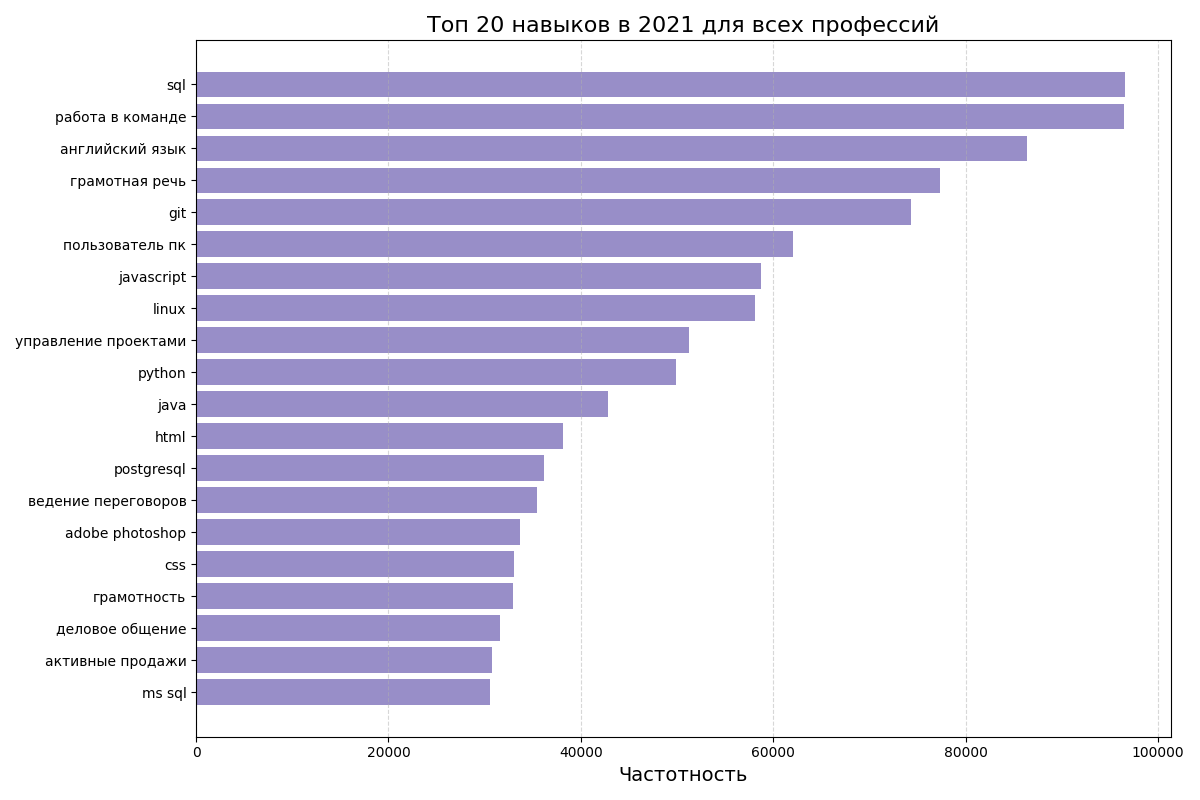 Топ 20 навыков в 2021 для всех профессий
sql
работа в команде
английский язык
грамотная речь
git
пользователь пк
javascript
linux
управление проектами
python
java
html
postgresql
ведение переговоров
adobe photoshop
css
грамотность
деловое общение
активные продажи
ms sql
0 20000 40000 60000 80000 100000
Частотность